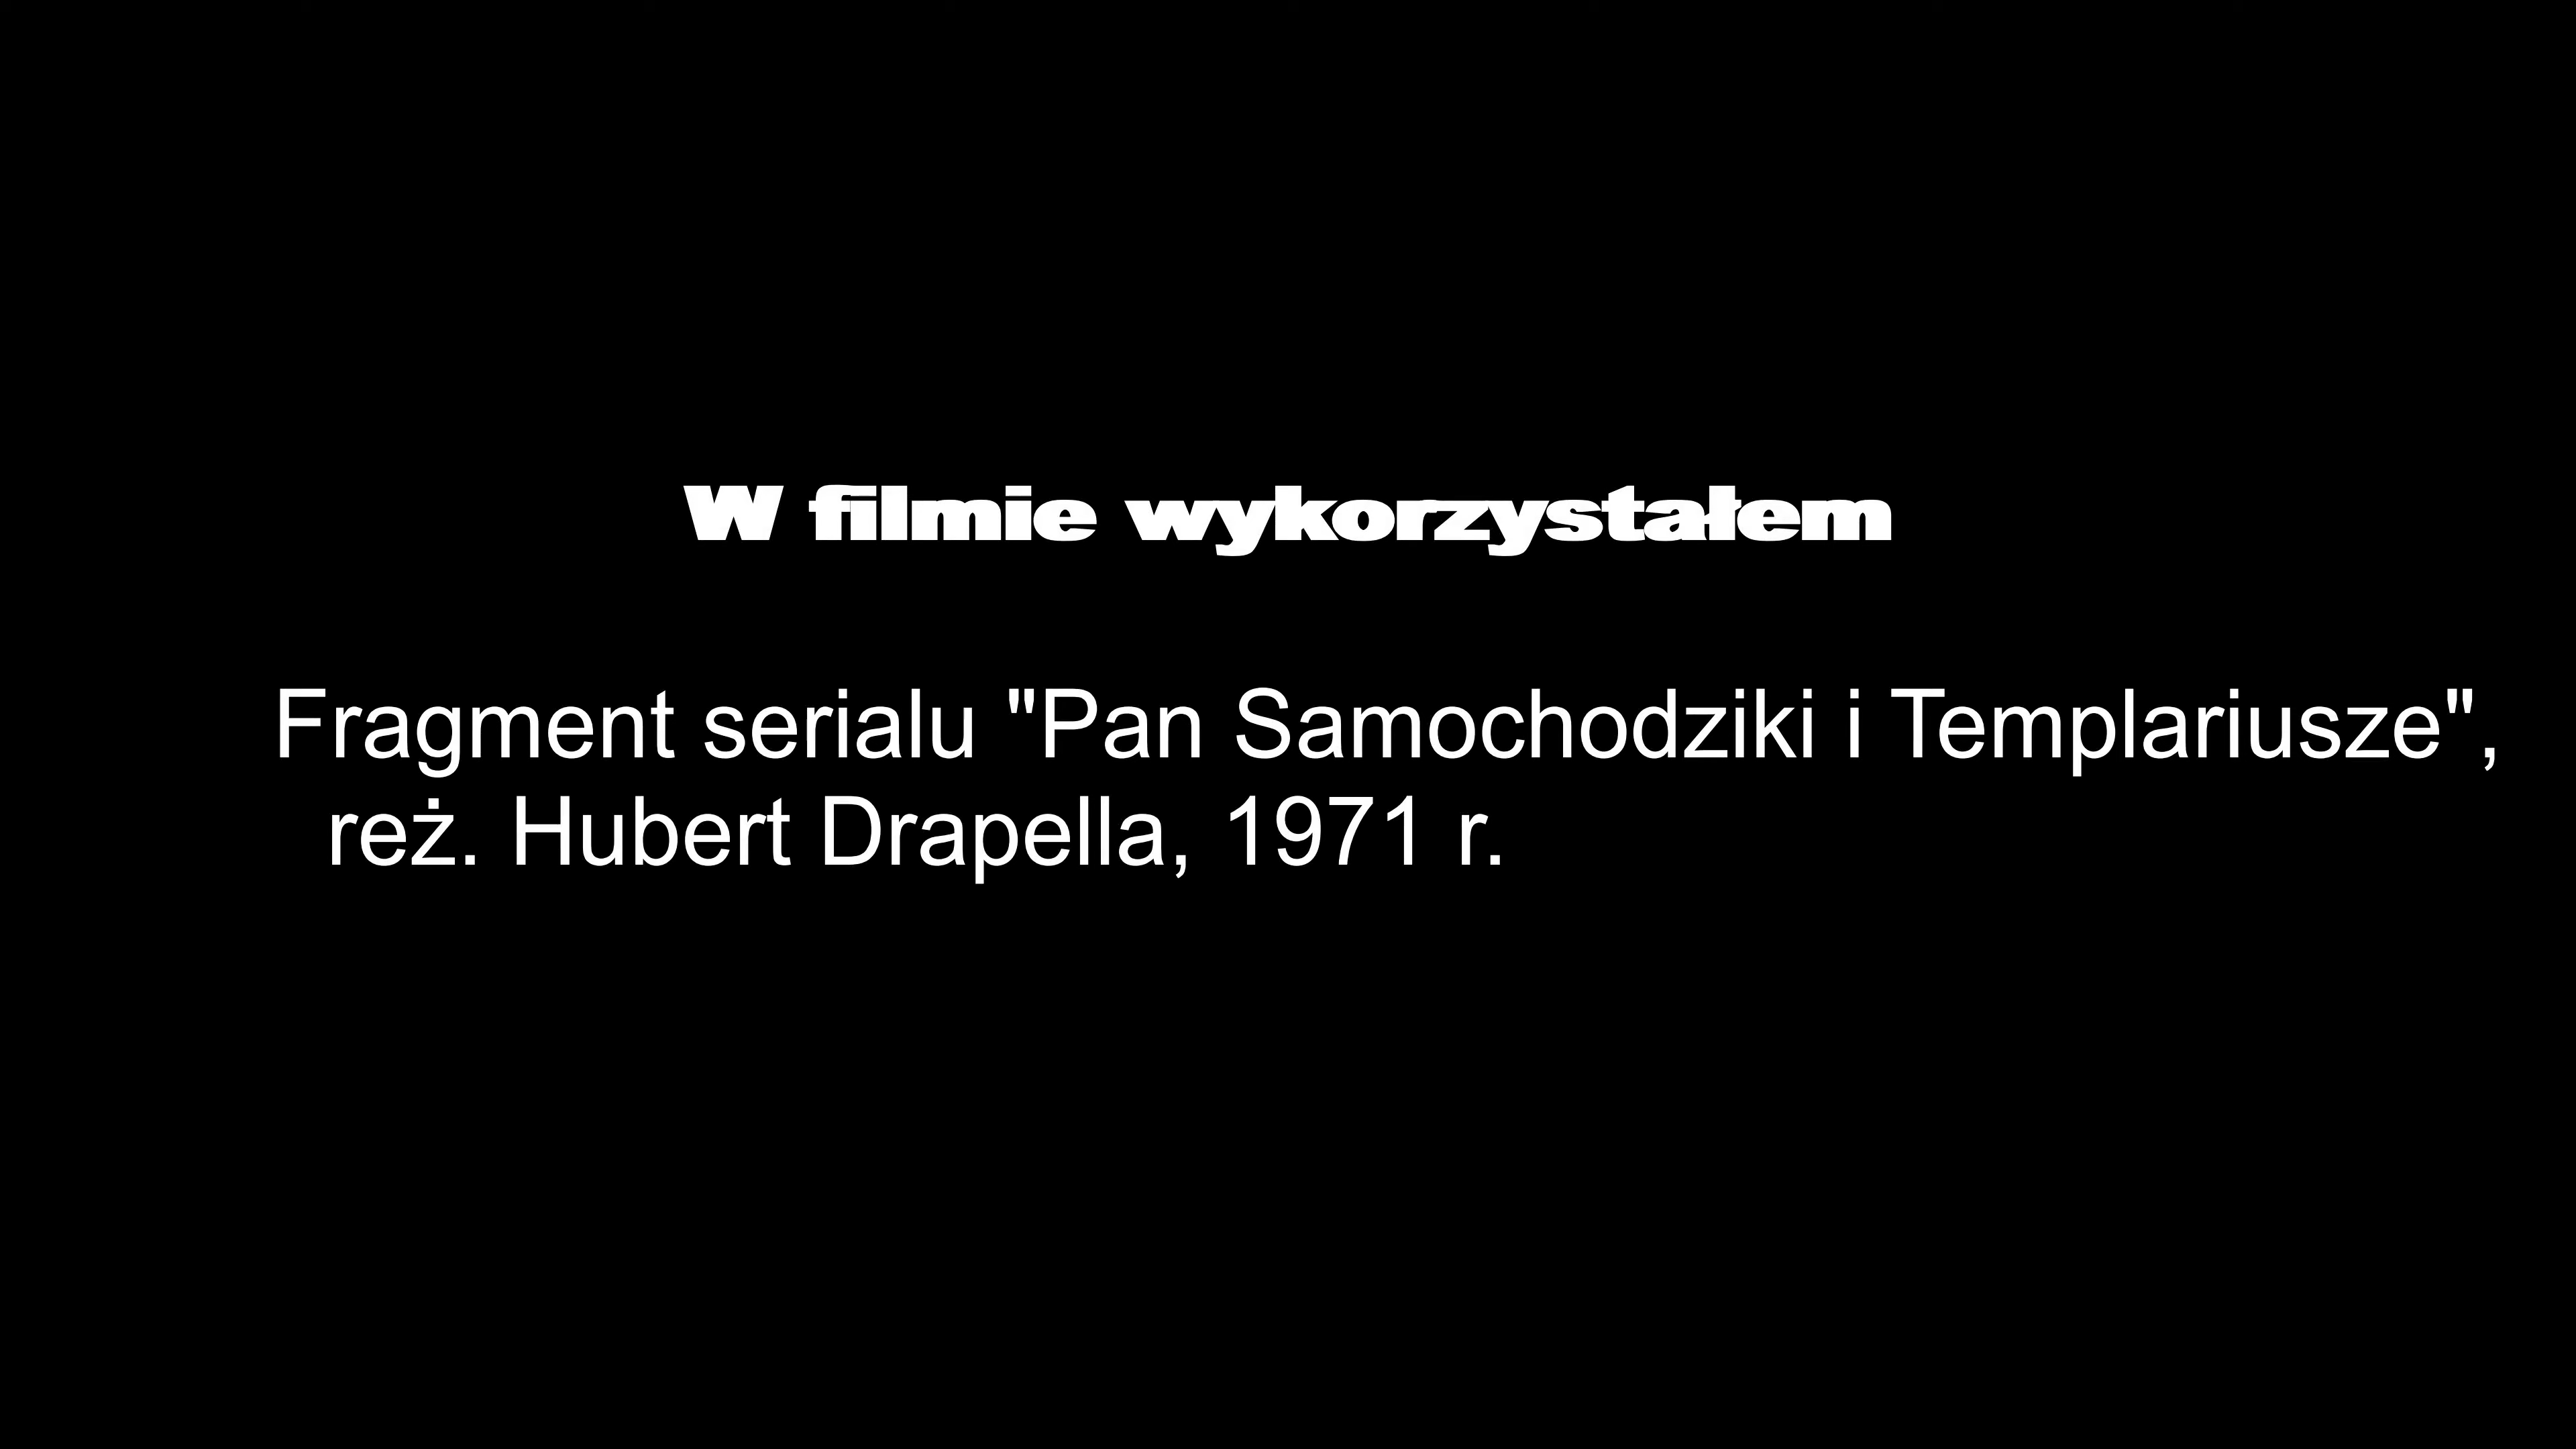 W filmie wykorzystałem
Fragment serialu "Pan Samochodziki i Templariusze",
reż. Hubert Drapella, 1971 r.